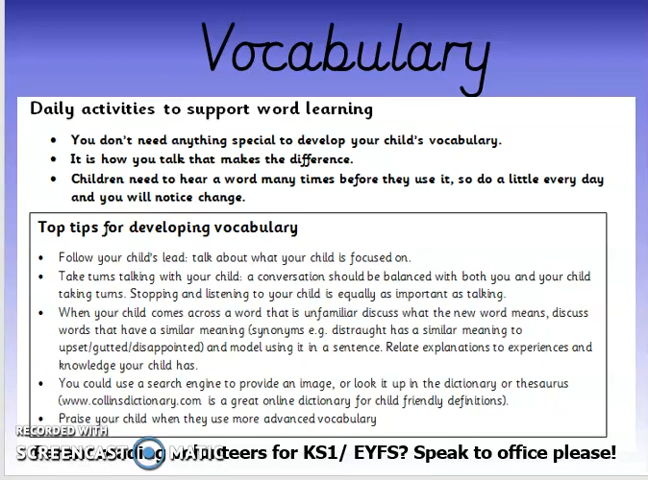 Vocabulary
Daily activities to support word learning
• You don't need anything special to develop your child's vocabulary.
• It is how you talk that makes the difference.
• Children need to hear a word many times before they use it, so do a little every day
and you will notice change.
Top tips for developing vocabulary
• Follow your child's lead: talk about what your child is focused on.
• Take turns talking with your child: a conversation should be balanced with both you and your child
taking turns. Stopping and listening to your child is equally as important as talking.
• When your child comes across a word that is unfamiliar discuss what the new word means, discuss
words that have a similar meaning (synonyms e.g. distraught has a similar meaning to
upset/gutted/disappointed) and model using it in a sentence. Relate explanations to experiences and
knowledge your child has.
• You could use a search engine to provide an image, or look it up in the dictionary or thesaurus
(www.collinsdictionary.com is a great online dictionary for child friendly definitions).
• Praise your child when they use more advanced vocabulary
RECORDED WITH
SCREENCAST MATIC
volunteers for KS1/ EYFS? Speak to office please!